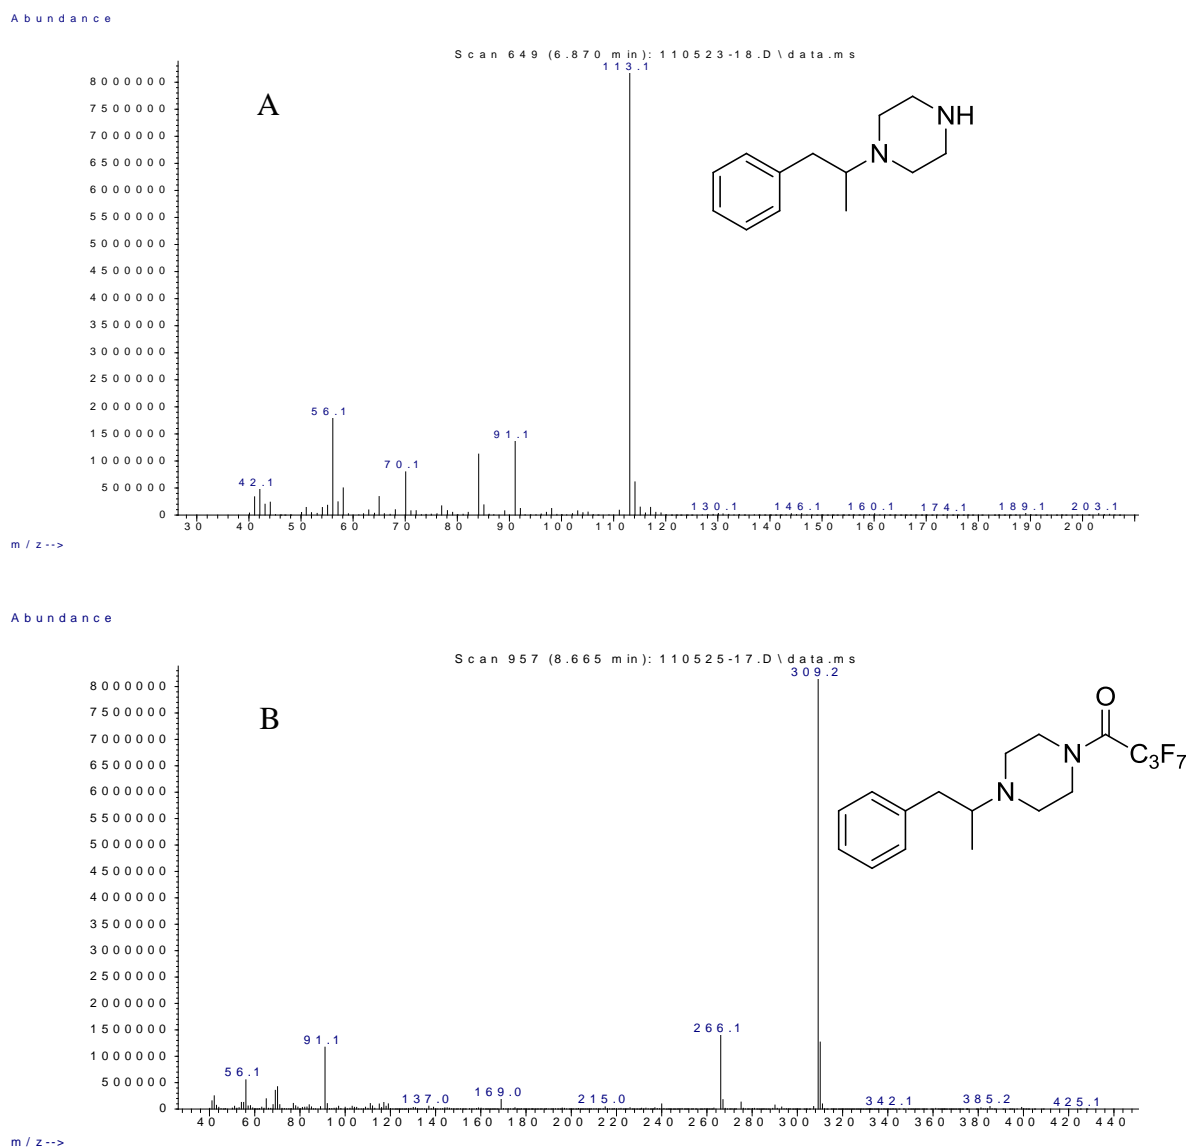 Abundance
Scan 649 (6.870 min): 110523-18.D\data.ms
113.1
8000000
A
7500000
NH
7000000
N
6500000
6000000
5500000
5000000
4500000
4000000
3500000
3000000
2500000
2000000
56.1
1500000
91.1
1000000
70.1
500000
42.1
130.1 146.1 160.1 174.1 189.1 203.1
0
30 40 50 60 70 80 90 100 110 120 130 140 150 160 170 180 190 200
m/z-->
Abundance
Scan 957 (8.665 min): 110525-17.D\data.ms
309.2
8000000
O
B
7500000
N
C3F7
7000000
6500000
N
6000000
5500000
5000000
4500000
4000000
3500000
3000000
2500000
2000000
1500000
266.1
91.1
1000000
56.1
500000
137.0 169.0 215.0 342.1 385.2 425.1
0
40 60 80 100 120 140 160 180 200 220 240 260 280 300 320 340 360 380 400 420 440
m/z-->